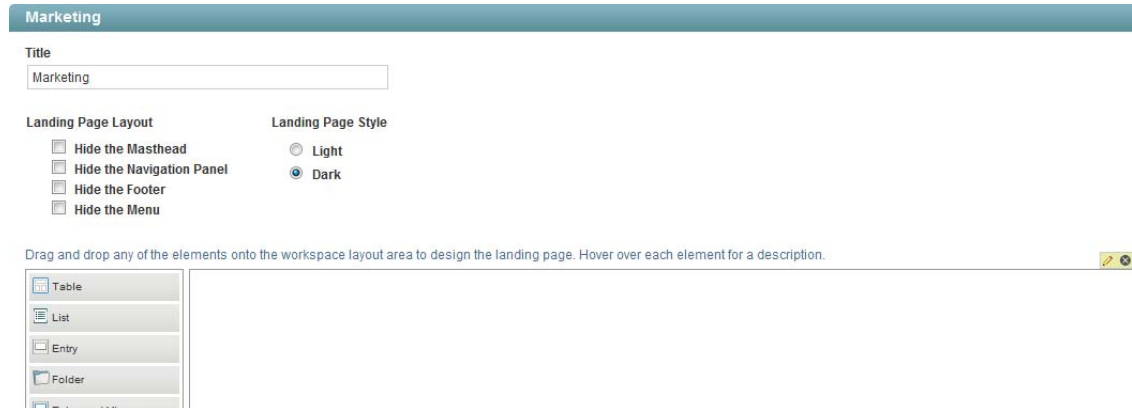 Marketing
Title
Marketing
Landing Page Layout
Landing Page Style
Hide the Masthead
Hide the Navigation Panel
Hide the Footer
Hide the Menu
Light
Dark
Drag and drop any of the elements onto the workspace layout area to design the landing page. Hover over each element for a description.
Table
List
Entry
Folder